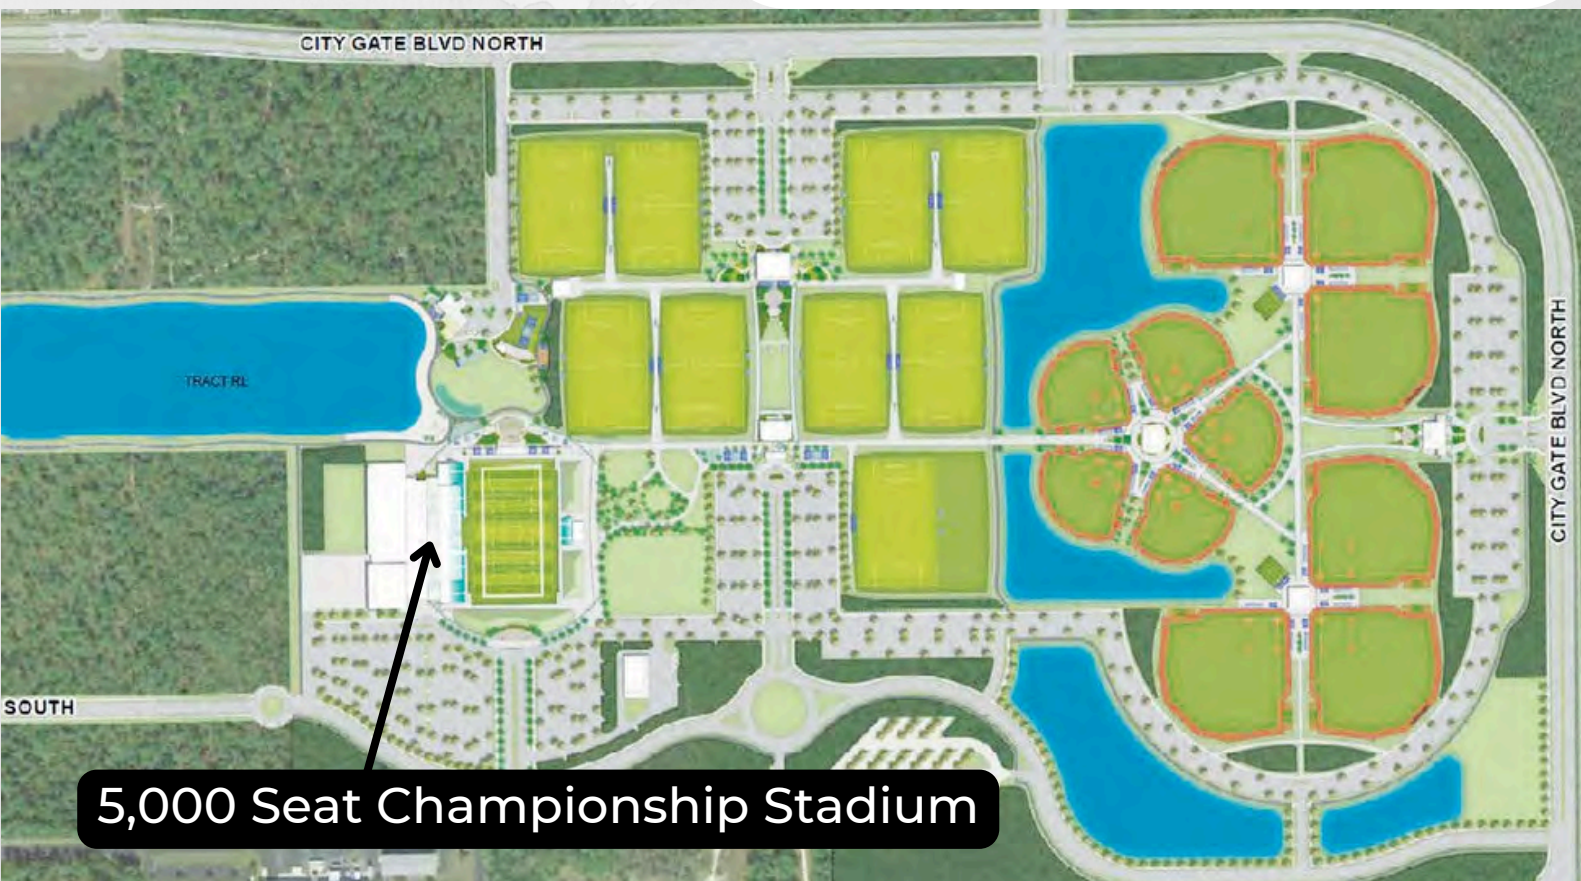 CITY GATE BLVD NORTH
TRACT RL
CITY GATE BLVD NORTH
SOUTH
5,000 Seat Championship Stadium